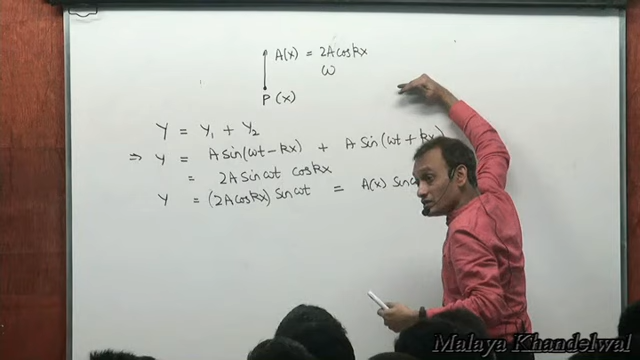 A(x) = 2A cos kx
ω
P (x)
Y = Y₁ + Y₂
⇒ Y = A sin(ωt − kx) + A sin(ωt + kx)
= 2A sin ωt cos kx
Y = (2A cos kx) sin ωt = A(x) sin
Malaya Khandelwal